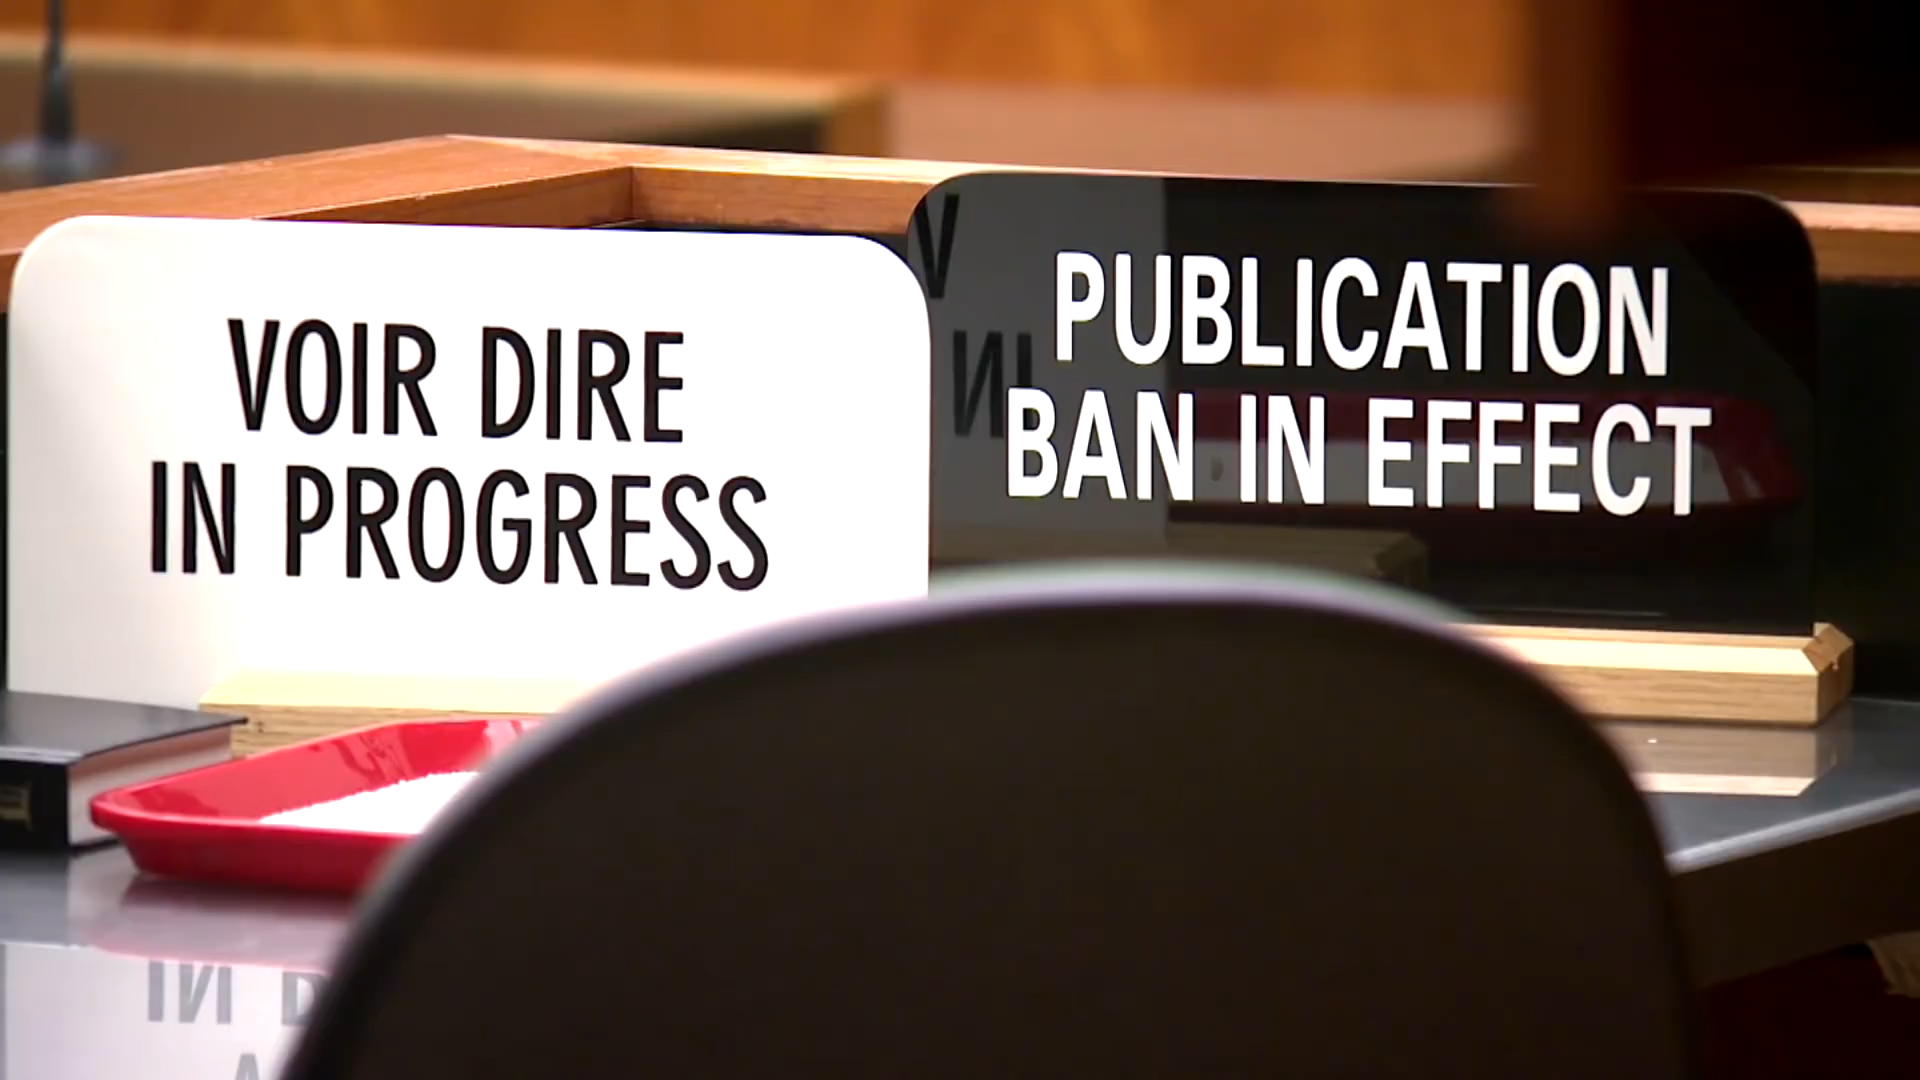 VOIR DIRE
IN PROGRESS
PUBLICATION
BAN IN EFFECT